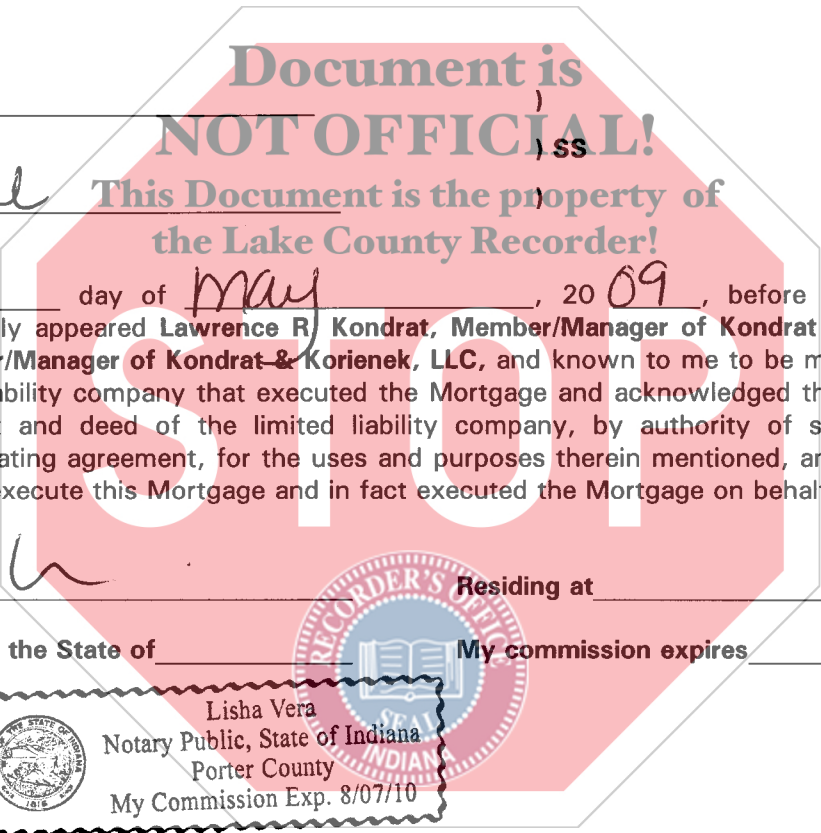 Document is
NOT OFFICIAL!
) SS
This Document is the property of
the Lake County Recorder!
day of May, 20 09, before
ly appeared Lawrence R Kondrat, Member/Manager of Kondrat
r/Manager of Kondrat & Korienek, LLC, and known to me to be m
ability company that executed the Mortgage and acknowledged th
t and deed of the limited liability company, by authority of s
ating agreement, for the uses and purposes therein mentioned, an
execute this Mortgage and in fact executed the Mortgage on behal
STOP
Residing at
the State of My commission expires
RECORDER'S OFFICE
SEAL
INDIANA
Lisha Vera
Notary Public, State of Indiana
Porter County
My Commission Exp. 8/07/10
THE STATE OF INDIANA
1816